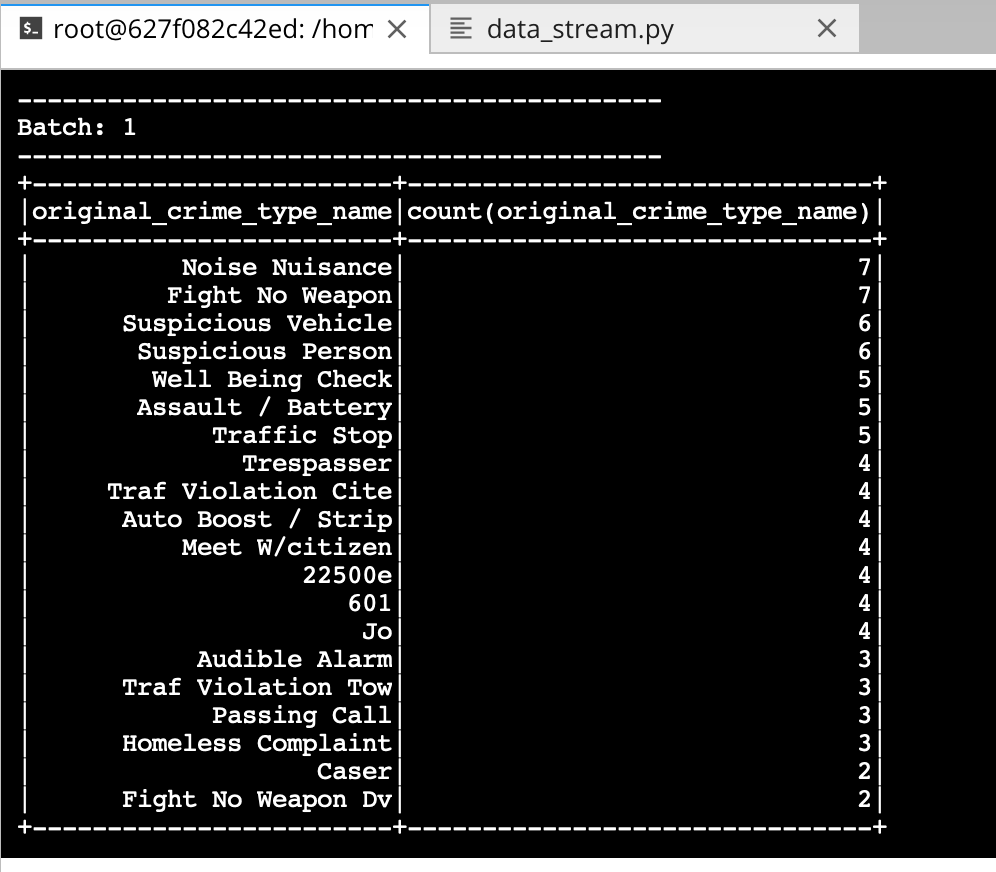 root@627f082c42ed: /hom
data_stream.py
-------------------------------------------
Batch: 1
-------------------------------------------
+------------------------+-------------------------------+
|original_crime_type_name|count(original_crime_type_name)|
+------------------------+-------------------------------+
|          Noise Nuisance|                              7|
|         Fight No Weapon|                              7|
|      Suspicious Vehicle|                              6|
|       Suspicious Person|                              6|
|        Well Being Check|                              5|
|       Assault / Battery|                              5|
|            Traffic Stop|                              5|
|              Trespasser|                              4|
|     Traf Violation Cite|                              4|
|      Auto Boost / Strip|                              4|
|          Meet W/citizen|                              4|
|                  22500e|                              4|
|                     601|                              4|
|                      Jo|                              4|
|           Audible Alarm|                              3|
|      Traf Violation Tow|                              3|
|            Passing Call|                              3|
|      Homeless Complaint|                              3|
|                   Caser|                              2|
|      Fight No Weapon Dv|                              2|
+------------------------+-------------------------------+